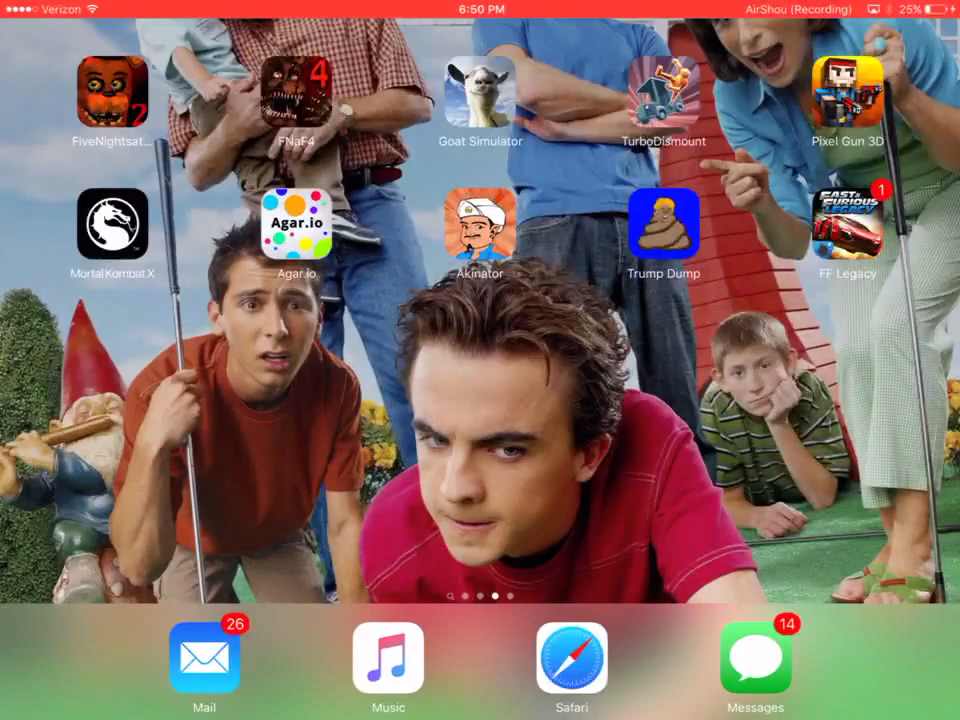 Verizon 6:50 PM AirShou (Recording) 25%
2 4
FiveNightsat... FNaF4 Goat Simulator TurboDismount Pixel Gun 3D
Agar.io FAST & FURIOUS LEGACY 1
Mortal Kombat X Agar.io Akinator Trump Dump FF Legacy
26 14
Mail Music Safari Messages